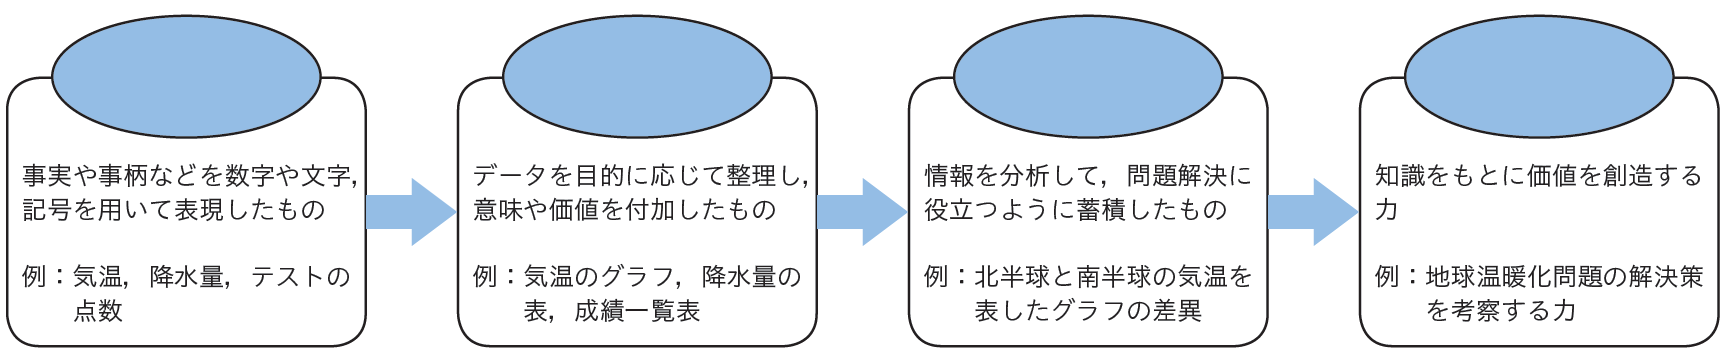 事実や事柄などを数字や文字，
記号を用いて表現したもの
例：気温，降水量，テストの
点数
データを目的に応じて整理し，
意味や価値を付加したもの
例：気温のグラフ，降水量の
表，成績一覧表
情報を分析して，問題解決に
役立つように蓄積したもの
例：北半球と南半球の気温を
表したグラフの差異
知識をもとに価値を創造する
力
例：地球温暖化問題の解決策
を考察する力